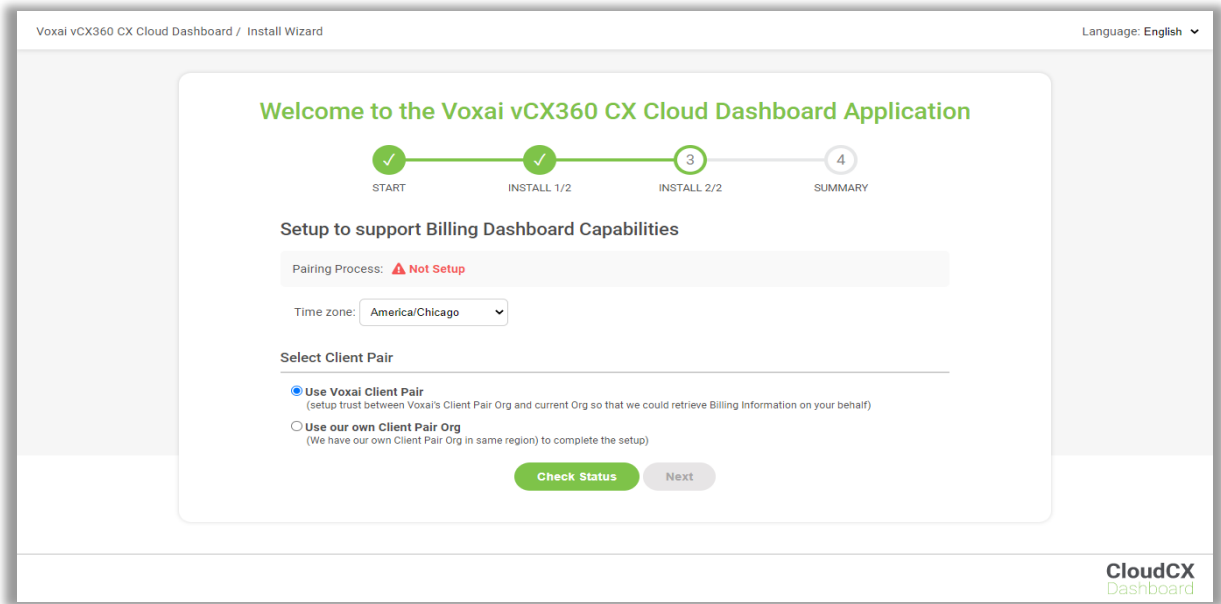 Voxai vCX360 CX Cloud Dashboard / Install Wizard
Language: English
Welcome to the Voxai vCX360 CX Cloud Dashboard Application
3
4
START
INSTALL 1/2
INSTALL 2/2
SUMMARY
Setup to support Billing Dashboard Capabilities
Pairing Process: Not Setup
Time zone: America/Chicago
Select Client Pair
Use Voxai Client Pair
(setup trust between Voxai's Client Pair Org and current Org so that we could retrieve Billing Information on your behalf)
Use our own Client Pair Org
(We have our own Client Pair Org in same region) to complete the setup)
Check Status
Next
CloudCX
Dashboard